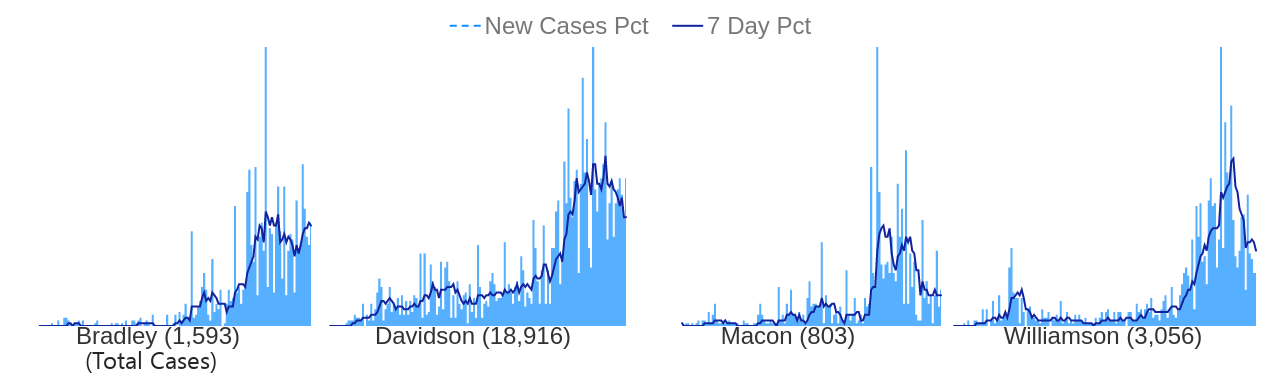 New Cases Pct 7 Day Pct
Bradley (1,593) Davidson (18,916) Macon (803) Williamson (3,056)
(Total Cases)